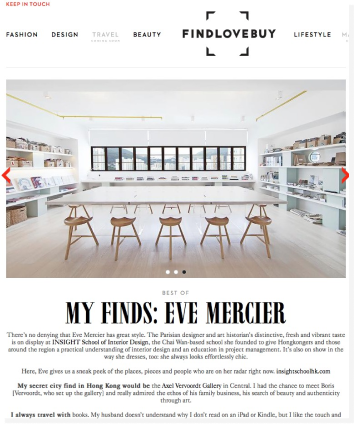 KEEP IN TOUCH
FASHION DESIGN TRAVEL BEAUTY FINDLOVEBUY LIFESTYLE
COMING SOON
BEST OF
MY FINDS: EVE MERCIER
There's no denying that Eve Mercier has great style. The Parisian designer and art historian's distinctive, fresh and vibrant taste
is on display at INSIGHT School of Interior Design, the Chai Wan-based school she founded to give Hongkongers and those
around the region a practical understanding of interior design and an education in project management. It's also on show in the
way she dresses, too: she always looks effortlessly chic.
Here, Eve gives us a sneak peek of the places, pieces and people who are on her radar right now. insightschoolhk.com
My secret city find in Hong Kong would be the Axel Vervoordt Gallery in Central. I had the chance to meet Boris
[Vervoordt, who set up the gallery] and really admired the ethos of his family business, his search of beauty and authenticity
through art.
I always travel with books. My husband doesn't understand why I don't read on an iPad or Kindle, but I like the touch and